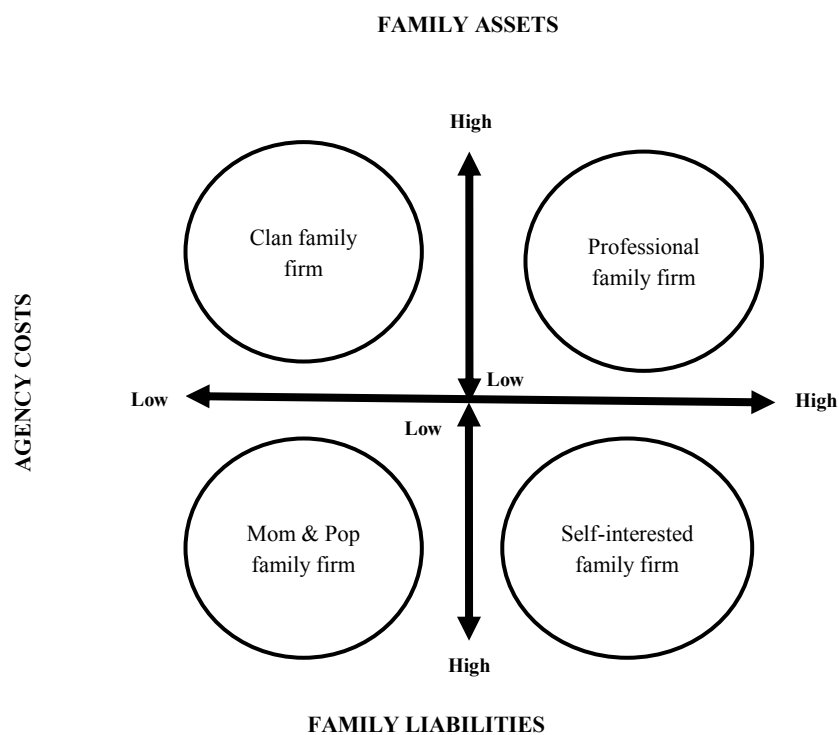 FAMILY ASSETS
High
Clan family
firm
Professional
family firm
AGENCY COSTS
Low
Low
High
Low
Mom & Pop
family firm
Self-interested
family firm
High
FAMILY LIABILITIES